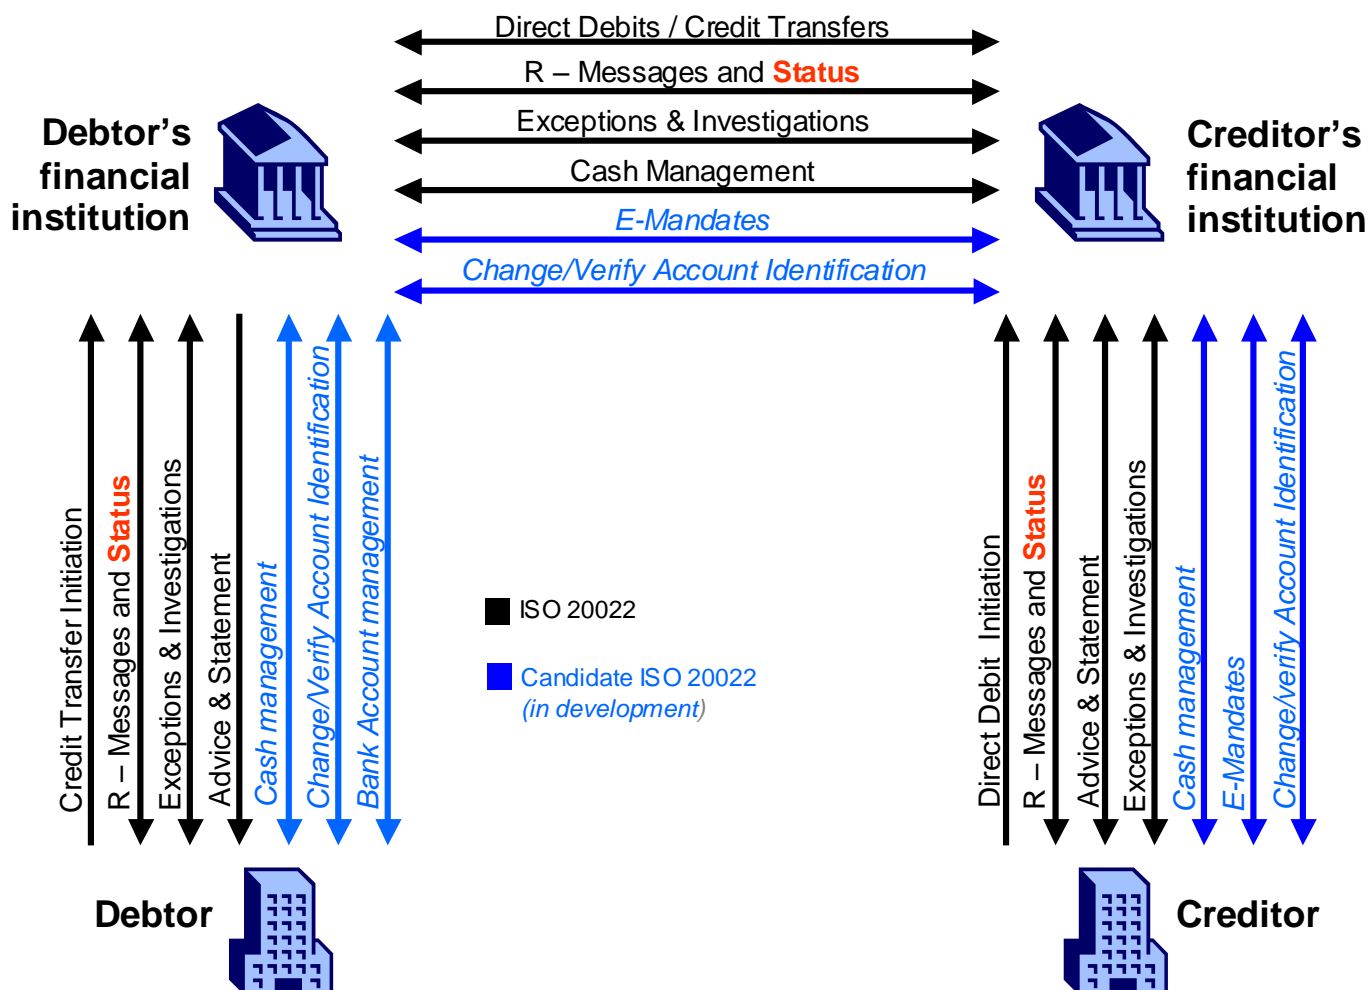 Direct Debits / Credit Transfers
R – Messages and Status
Exceptions & Investigations
Cash Management
E-Mandates
Change/Verify Account Identification
Debtor's
financial
institution
Creditor's
financial
institution
Credit Transfer Initiation
R – Messages and Status
Exceptions & Investigations
Advice & Statement
Cash management
Change/Verify Account Identification
Bank Account management
ISO 20022
Candidate ISO 20022
(in development)
Direct Debit  Initiation
R – Messages and Status
Advice & Statement
Exceptions & Investigations
Cash management
E-Mandates
Change/verify Account Identification
Debtor
Creditor